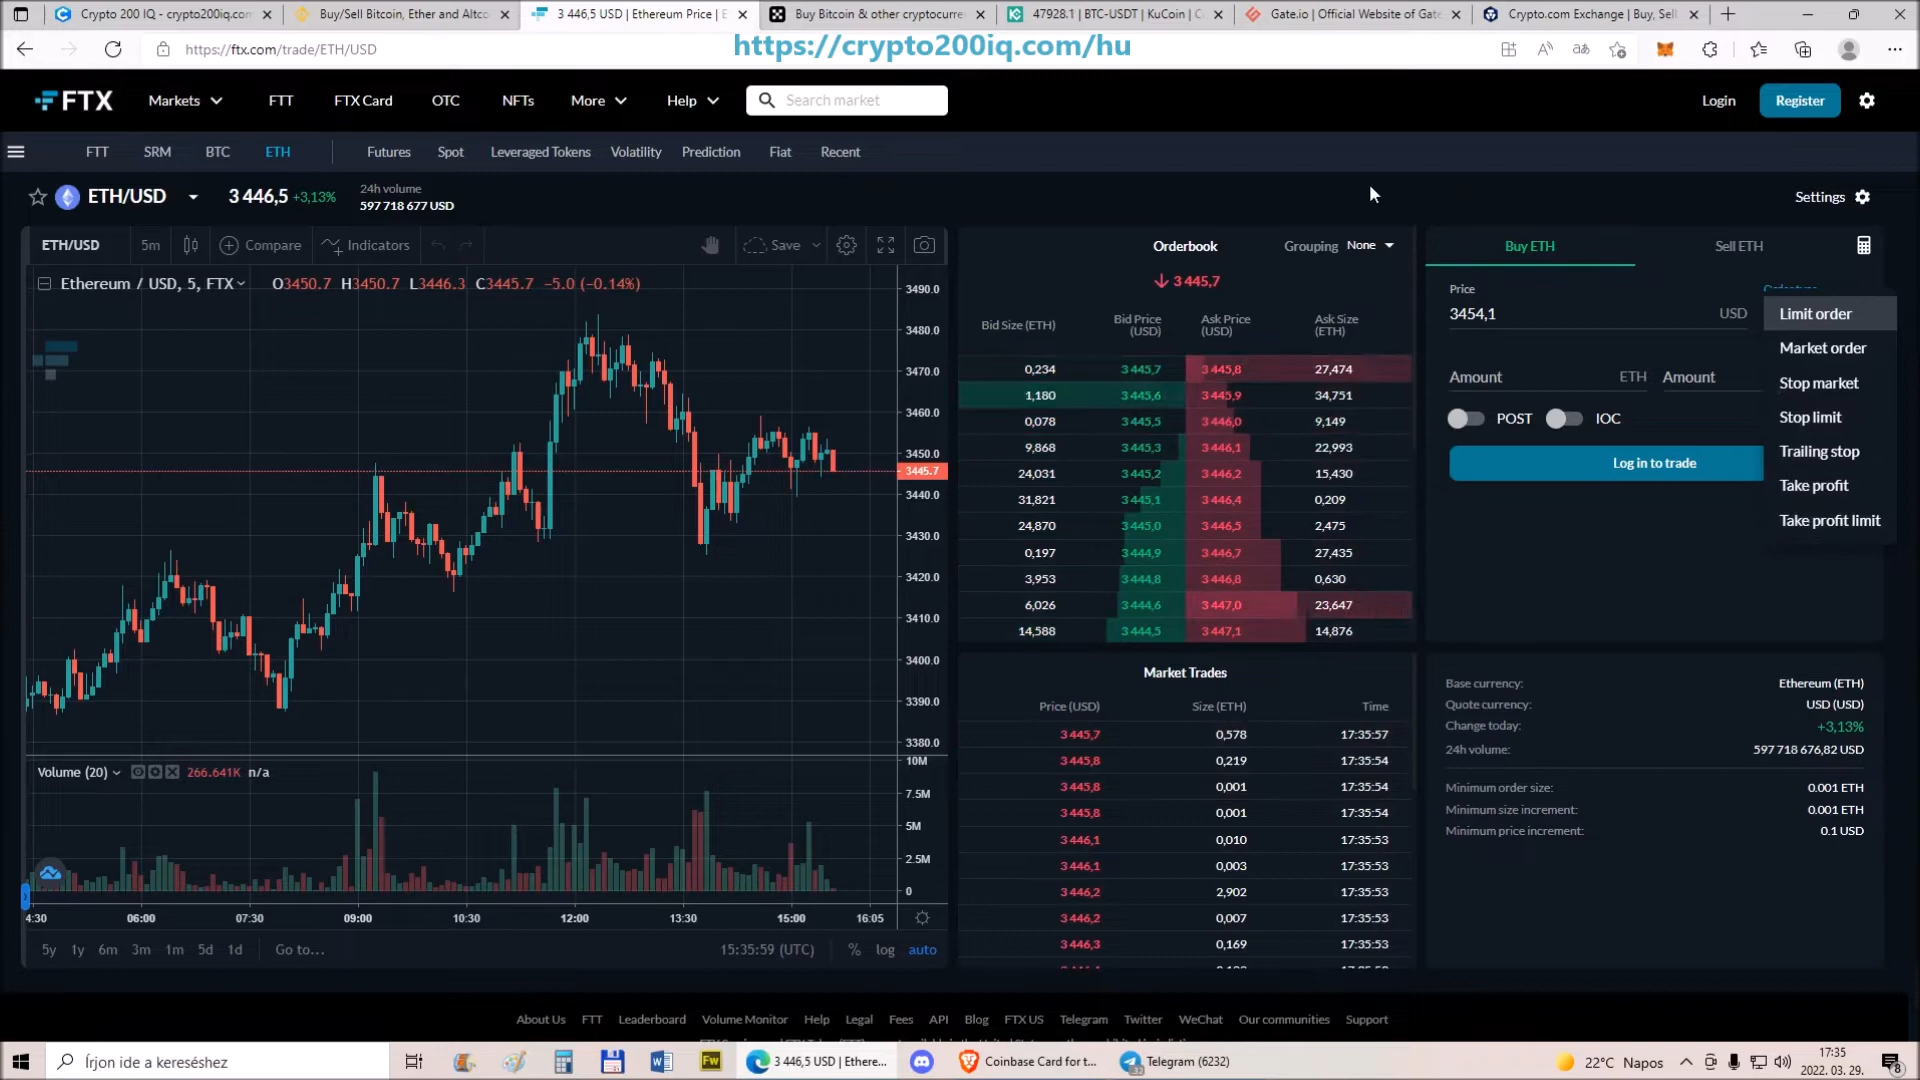 Crypto 200 IQ - crypto200iq.com
Buy/Sell Bitcoin, Ether and Altco
3 446,5 USD | Ethereum Price | E
Buy Bitcoin & other cryptocurre
47928.1 | BTC-USDT | KuCoin | C
Gate.io | Official Website of Gate
Crypto.com Exchange | Buy, Sell
https://ftx.com/trade/ETH/USD
https://crypto200iq.com/hu
FTX
Markets
FTT
FTX Card
OTC
NFTs
More
Help
Search market
Login
Register
FTT
SRM
BTC
ETH
Futures
Spot
Leveraged Tokens
Volatility
Prediction
Fiat
Recent
ETH/USD
3 446,5 +3,13%
24h volume
597 718 677 USD
Settings
ETH/USD
5m
Compare
Indicators
Save
Ethereum / USD, 5, FTX
O3450.7 H3450.7 L3446.3 C3445.7 −5.0 (−0.14%)
3490.0
3480.0
3470.0
3460.0
3450.0
3445.7
3440.0
3430.0
3420.0
3410.0
3400.0
3390.0
3380.0
Volume (20) 266.641K n/a
10M
7.5M
5M
2.5M
0
4:30 06:00 07:30 09:00 10:30 12:00 13:30 15:00 16:05
5y 1y 6m 3m 1m 5d 1d Go to...
15:35:59 (UTC) % log auto
Orderbook
Grouping None
3 445,7
Bid Size (ETH) Bid Price (USD) Ask Price (USD) Ask Size (ETH)
0,234 3 445,7 3 445,8 27,474
1,180 3 445,6 3 445,9 34,751
0,078 3 445,5 3 446,0 9,149
9,868 3 445,3 3 446,1 22,993
24,031 3 445,2 3 446,2 15,430
31,821 3 445,1 3 446,4 0,209
24,870 3 445,0 3 446,5 2,475
0,197 3 444,9 3 446,7 27,435
3,953 3 444,8 3 446,8 0,630
6,026 3 444,6 3 447,0 23,647
14,588 3 444,5 3 447,1 14,876
Market Trades
Price (USD) Size (ETH) Time
3 445,7 0,578 17:35:57
3 445,8 0,219 17:35:54
3 445,8 0,001 17:35:54
3 445,8 0,001 17:35:54
3 446,1 0,010 17:35:53
3 446,1 0,003 17:35:53
3 446,2 2,902 17:35:53
3 446,2 0,007 17:35:53
3 446,3 0,169 17:35:53
Buy ETH
Sell ETH
Price
3454,1 USD
Amount ETH
Amount
POST
IOC
Log in to trade
Limit order
Market order
Stop market
Stop limit
Trailing stop
Take profit
Take profit limit
Base currency: Ethereum (ETH)
Quote currency: USD (USD)
Change today: +3,13%
24h volume: 597 718 676,82 USD
Minimum order size: 0.001 ETH
Minimum size increment: 0.001 ETH
Minimum price increment: 0.1 USD
About Us FTT Leaderboard Volume Monitor Help Legal Fees API Blog FTX US Telegram Twitter WeChat Our communities Support
Írjon ide a kereséshez
3 446,5 USD | Ethere...
Coinbase Card for t...
Telegram (6232)
22°C Napos
17:35
2022. 03. 29.
8